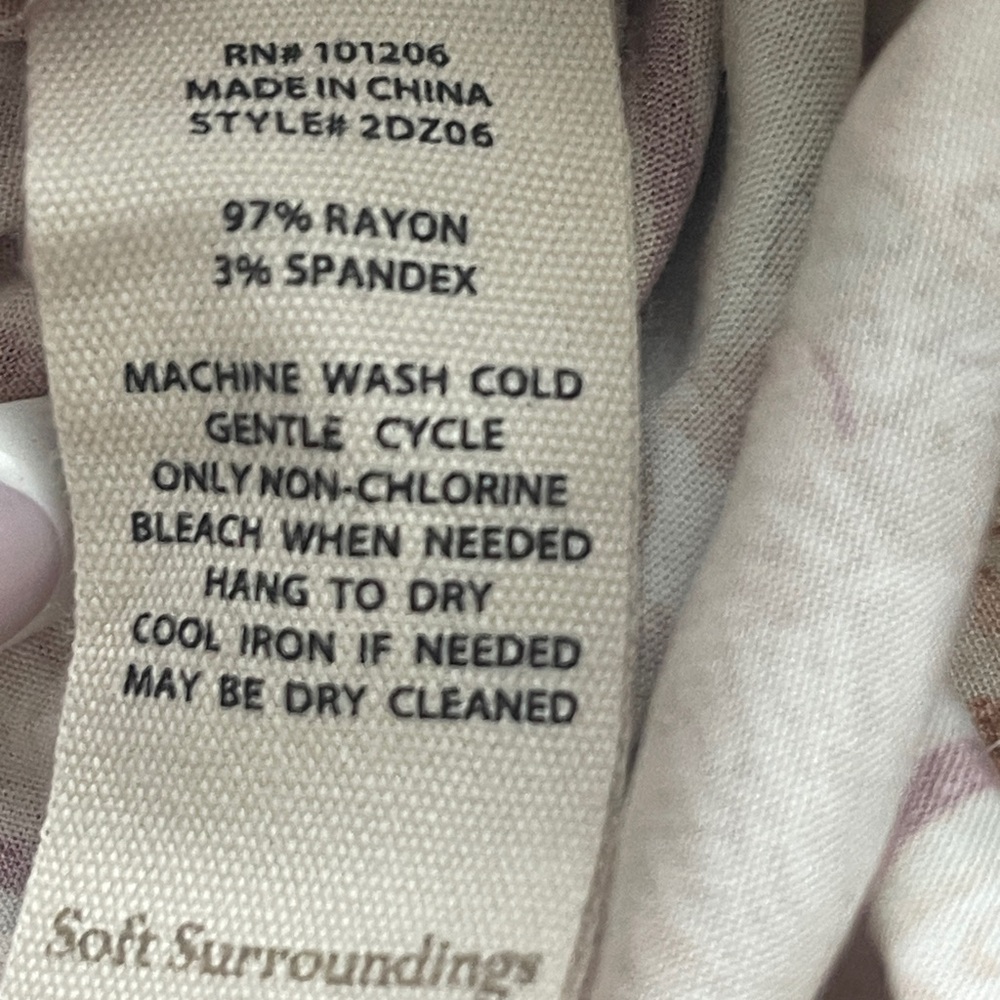 RN# 101206
MADE IN CHINA
STYLE# 2DZ06
97% RAYON
3% SPANDEX
MACHINE WASH COLD
GENTLE CYCLE
ONLY NON-CHLORINE
BLEACH WHEN NEEDED
HANG TO DRY
COOL IRON IF NEEDED
MAY BE DRY CLEANED
Soft Surroundings